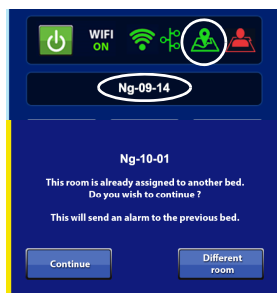 WIFI
ON
Ng-09-14
Ng-10-01
This room is already assigned to another bed.
Do you wish to continue ?
This will send an alarm to the previous bed.
Continue
Different
room